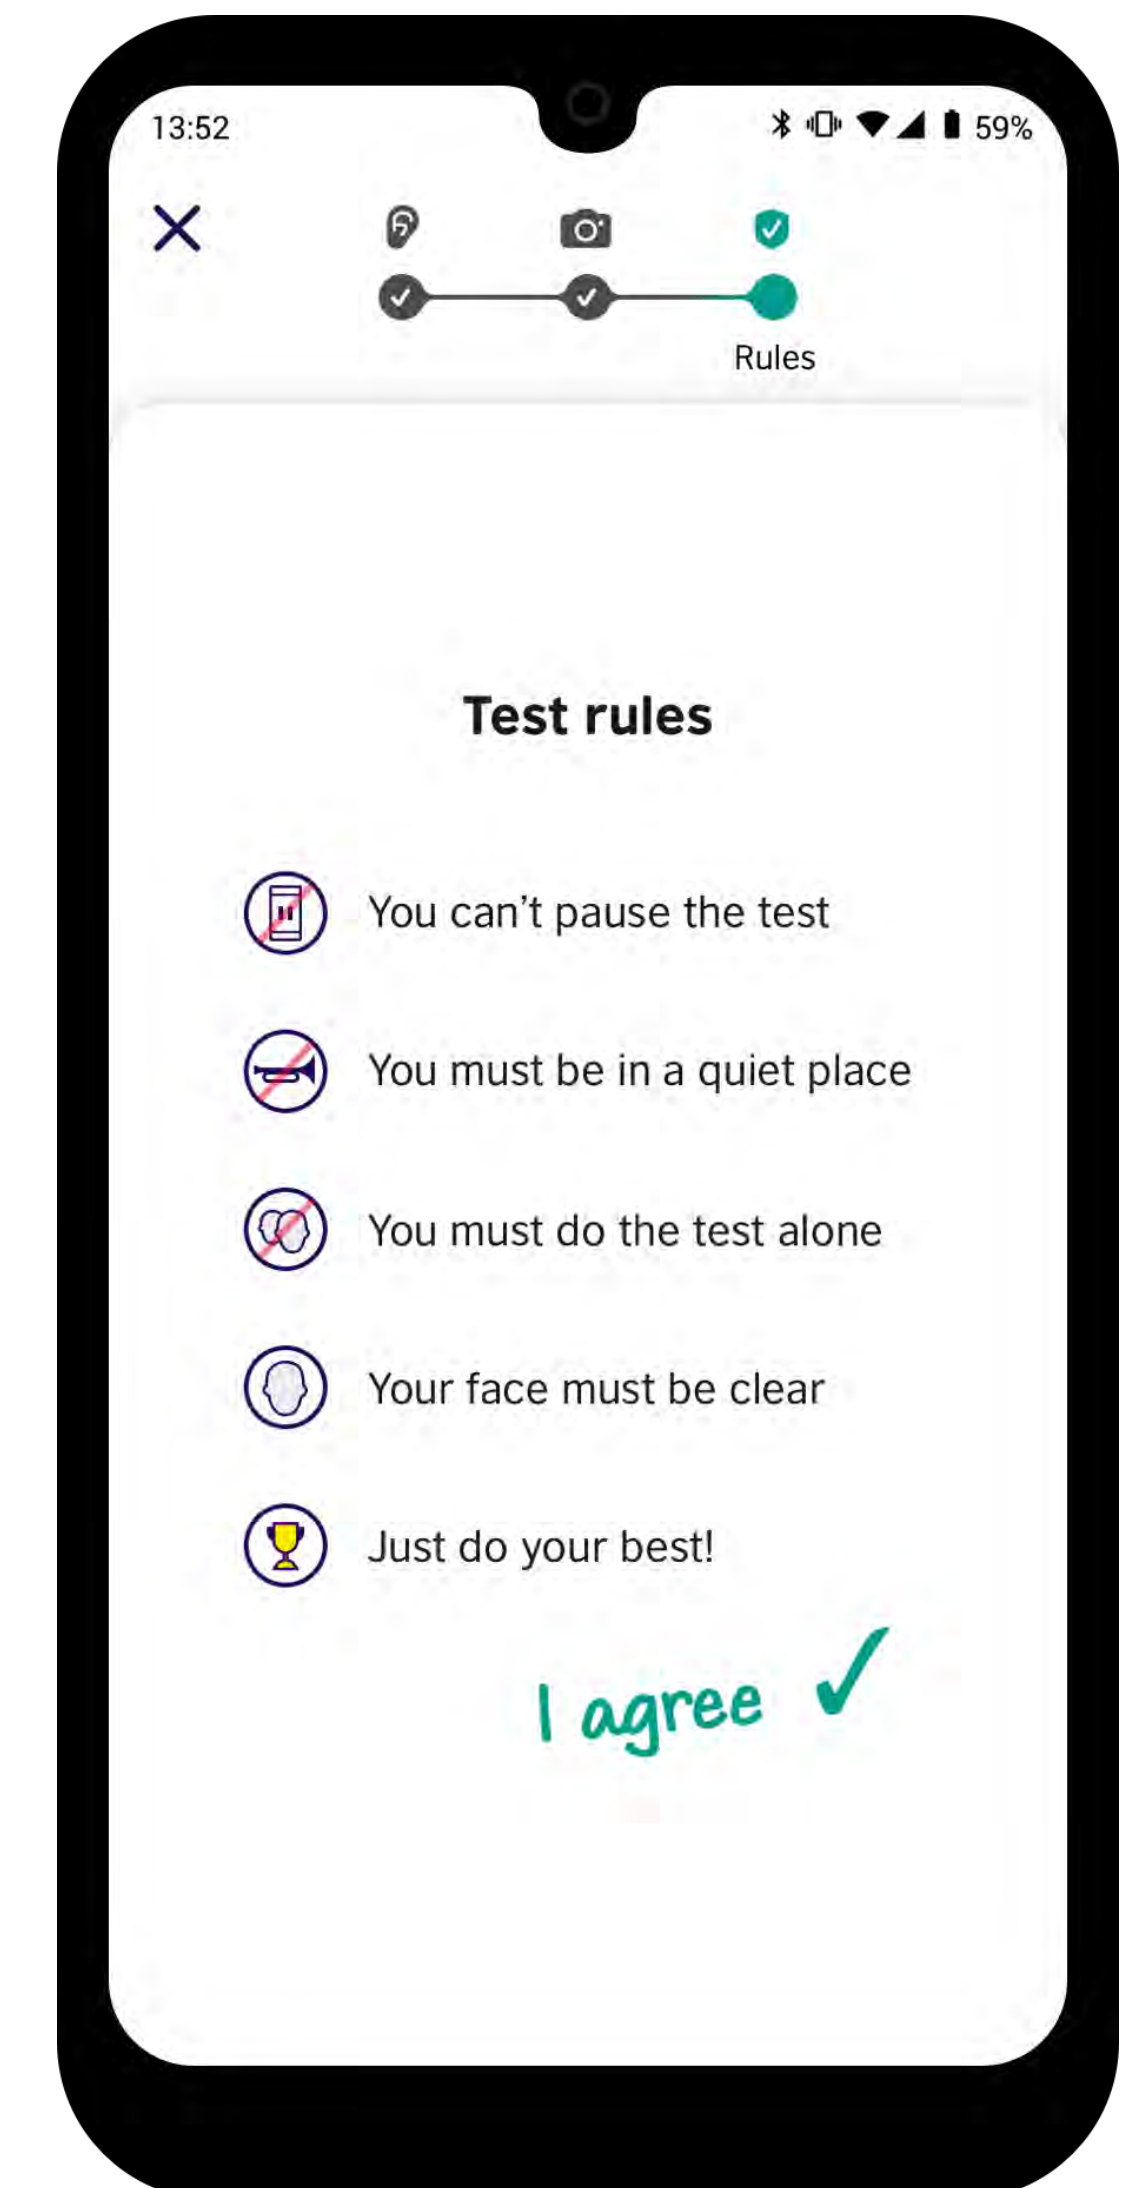 13:52
59%
Rules
Test rules
You can't pause the test
You must be in a quiet place
You must do the test alone
Your face must be clear
Just do your best!
I agree